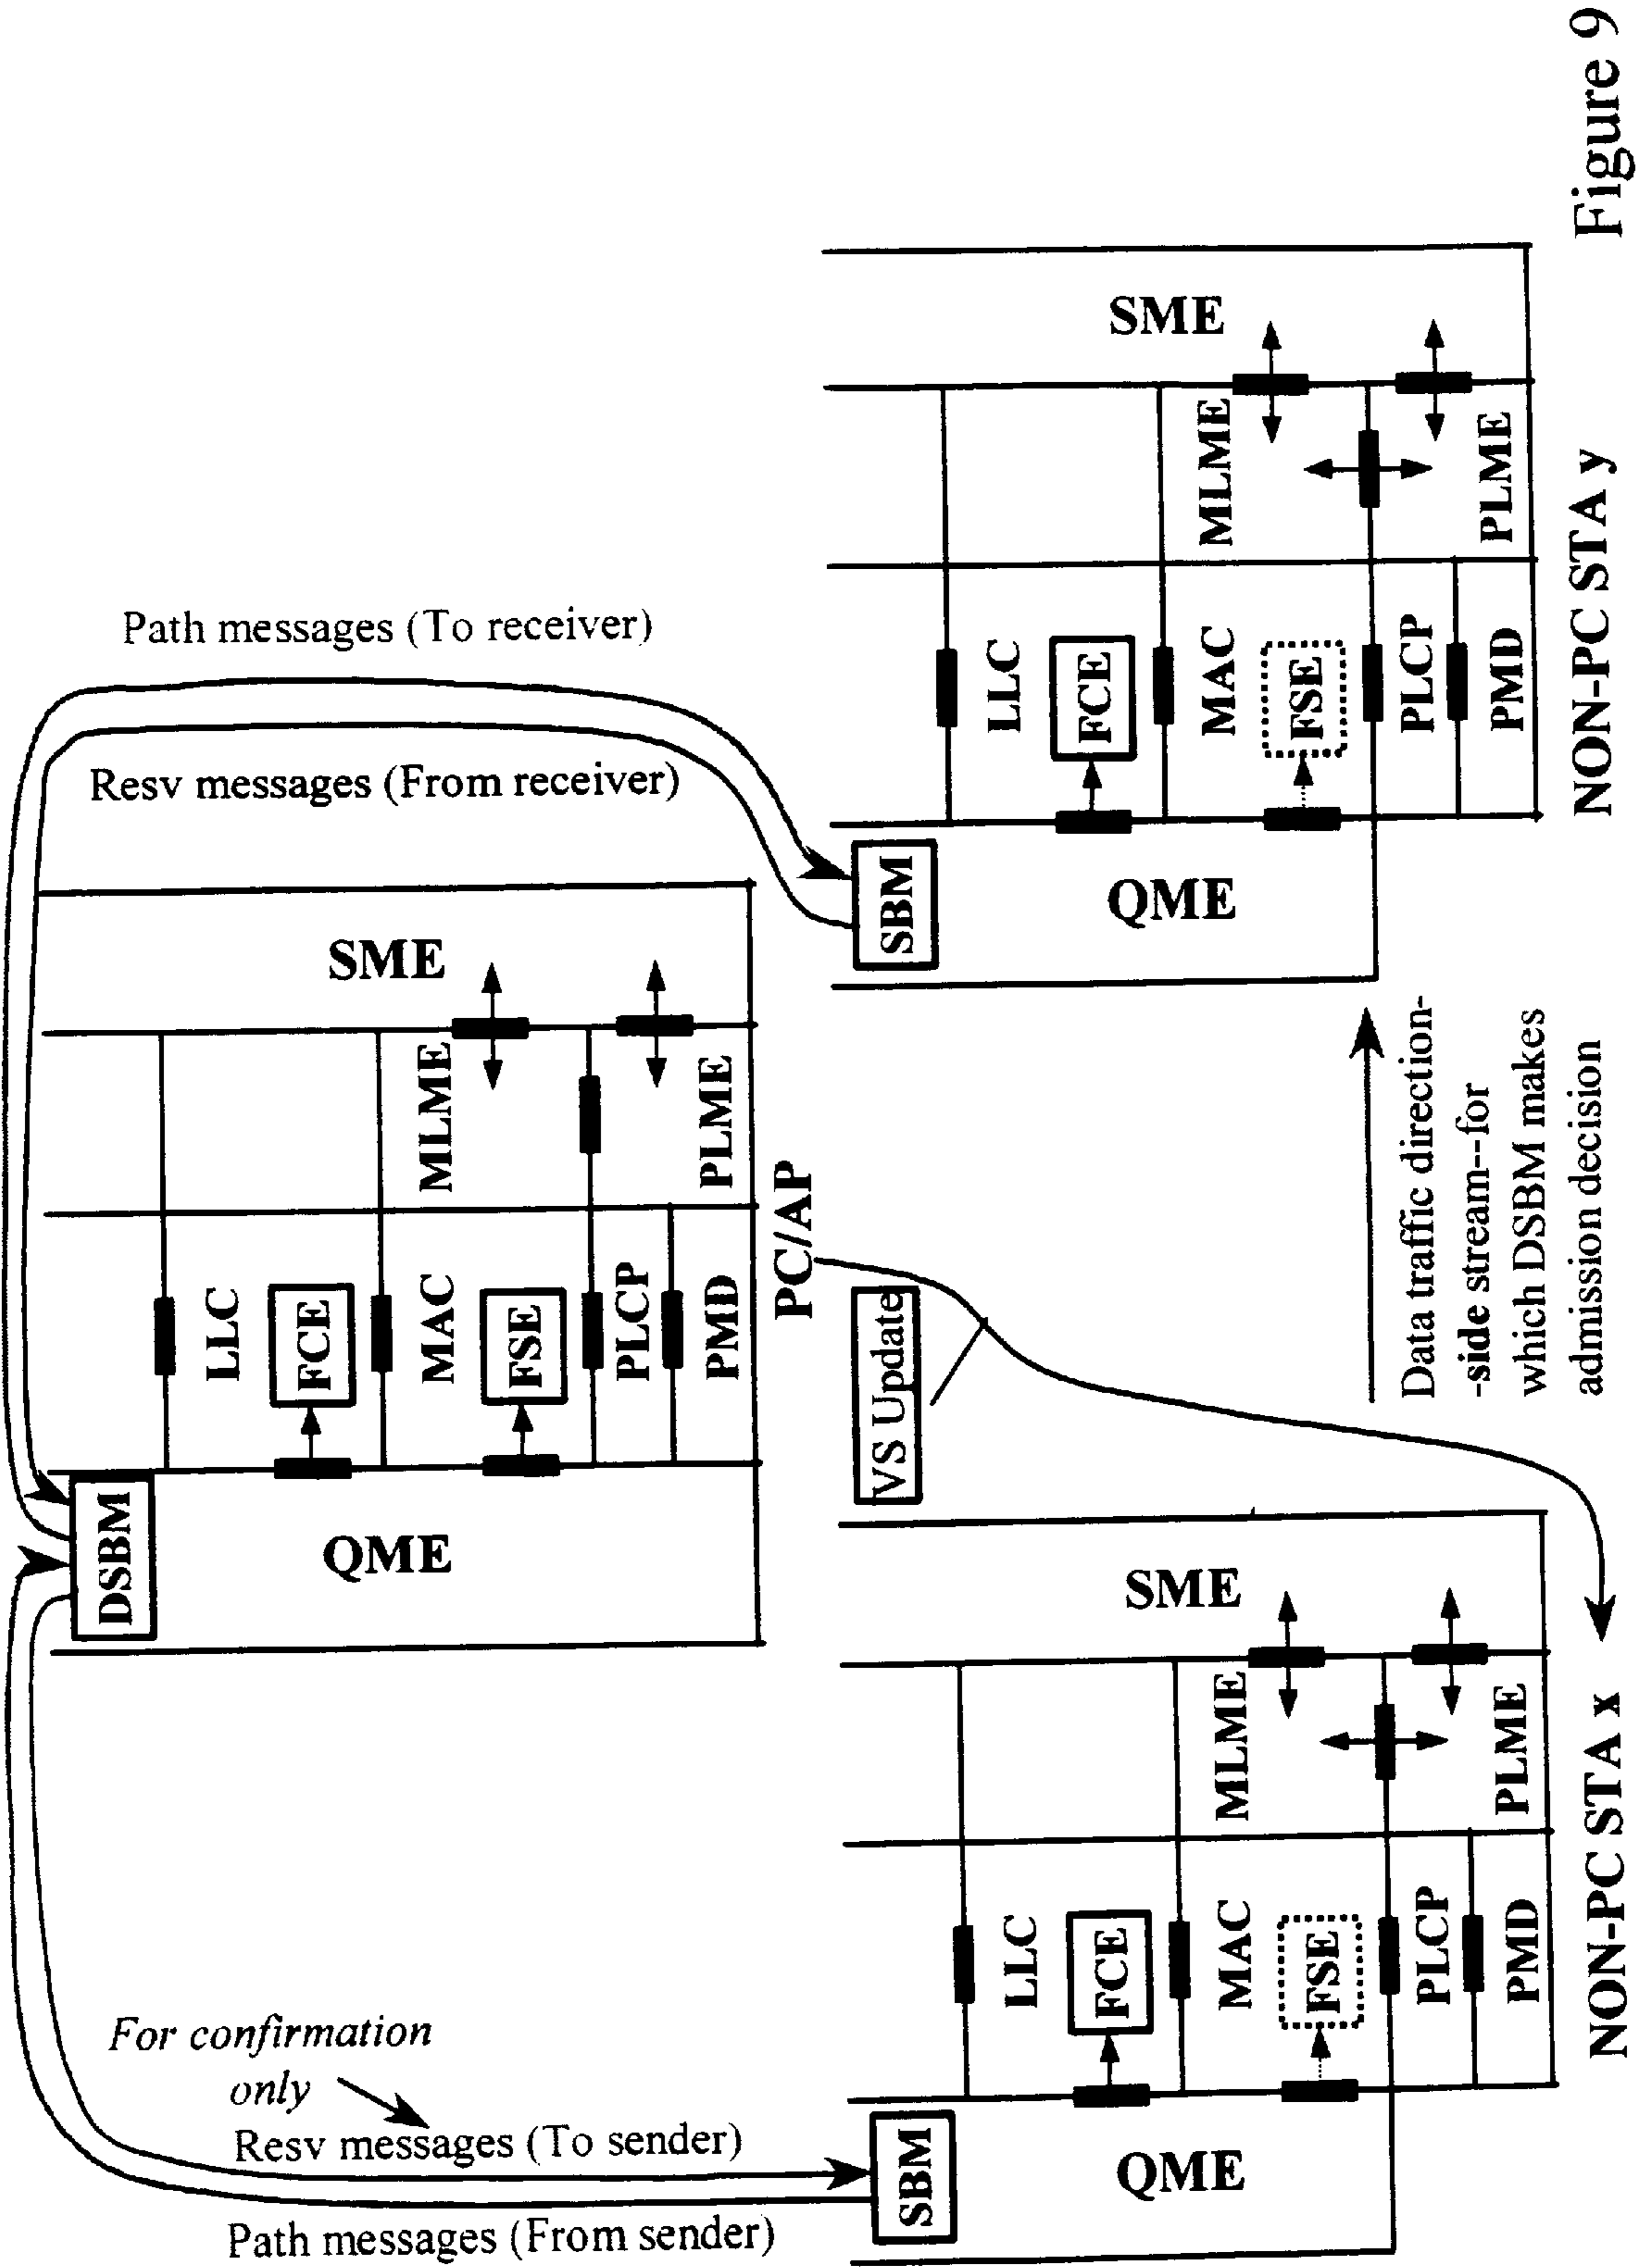 Path messages (To receiver)
Resv messages (From receiver)
For confirmation
only
Resv messages (To sender)
Path messages (From sender)
DSBM
QME
LLC
FCE
MAC
FSE
PLCP
PMD
MLME
PLME
SME
PC/AP
VS Update
SBM
QME
LLC
FCE
MAC
FSE
PLCP
PMD
MLME
PLME
SME
NON-PC STA x
Data traffic direction-
-side stream--for
which DSBM makes
admission decision
SBM
QME
LLC
FCE
MAC
FSE
PLCP
PMD
MLME
PLME
SME
NON-PC STA y
Figure 9